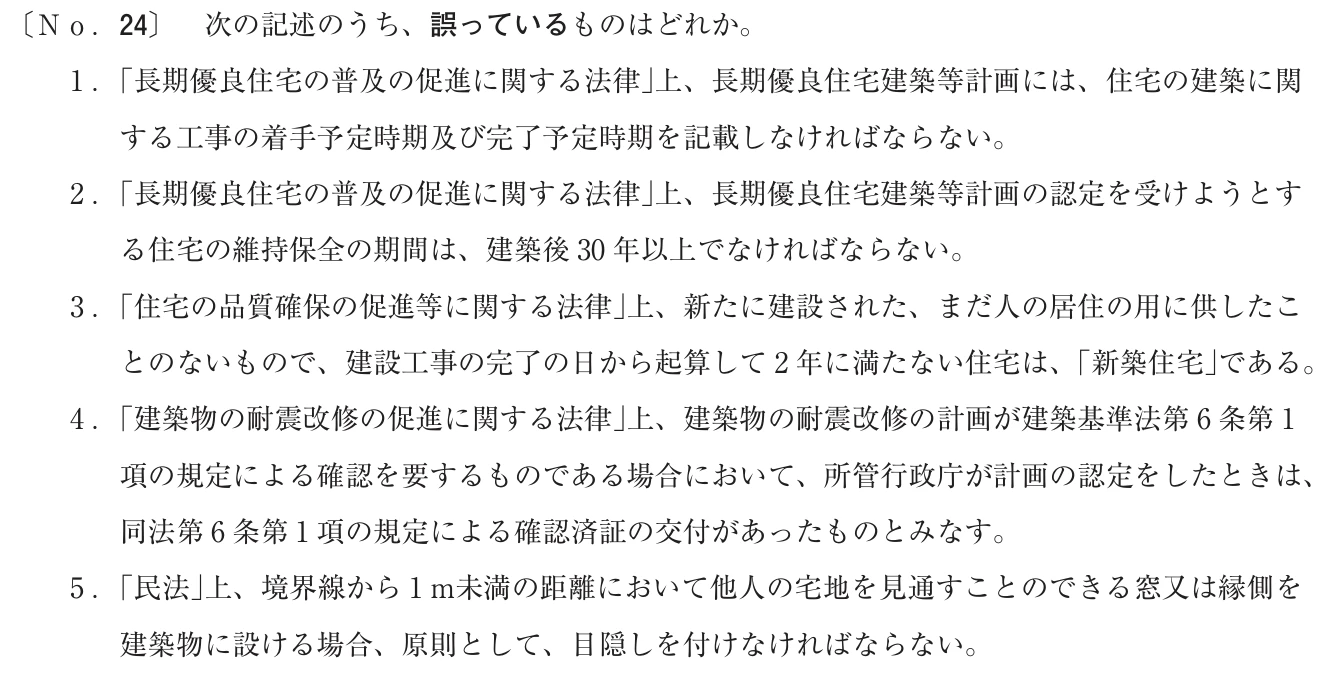 〔Ｎｏ．24〕　次の記述のうち、誤っているものはどれか。
1．「長期優良住宅の普及の促進に関する法律」上、長期優良住宅建築等計画には、住宅の建築に関
する工事の着手予定時期及び完了予定時期を記載しなければならない。
2．「長期優良住宅の普及の促進に関する法律」上、長期優良住宅建築等計画の認定を受けようとす
る住宅の維持保全の期間は、建築後 30 年以上でなければならない。
3．「住宅の品質確保の促進等に関する法律」上、新たに建設された、まだ人の居住の用に供したこ
とのないもので、建設工事の完了の日から起算して 2 年に満たない住宅は、「新築住宅」である。
4．「建築物の耐震改修の促進に関する法律」上、建築物の耐震改修の計画が建築基準法第 6 条第 1
項の規定による確認を要するものである場合において、所管行政庁が計画の認定をしたときは、
同法第 6 条第 1 項の規定による確認済証の交付があったものとみなす。
5．「民法」上、境界線から 1 m未満の距離において他人の宅地を見通すことのできる窓又は縁側を
建築物に設ける場合、原則として、目隠しを付けなければならない。